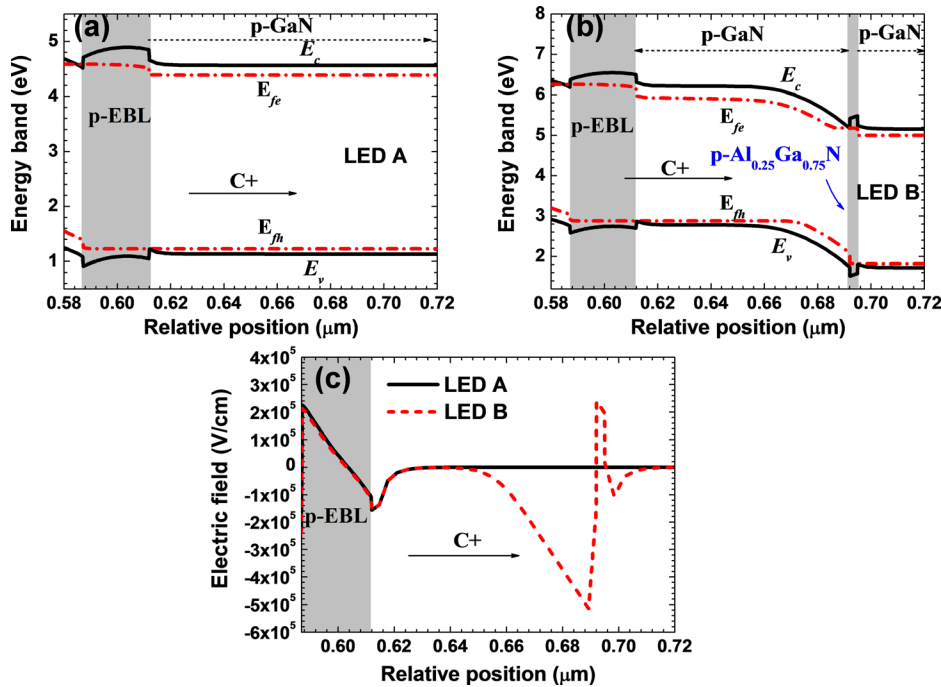 (a)
p-GaN
E_c
E_fe
p-EBL
LED A
C+
E_fh
E_v
Energy band (eV)
5
4
3
2
1
0.58 0.60 0.62 0.64 0.66 0.68 0.70 0.72
Relative position (μm)
(b)
p-GaN
p-GaN
E_c
E_fe
p-EBL
p-Al_0.25Ga_0.75N
C+
LED B
E_fh
E_v
Energy band (eV)
8
7
6
5
4
3
2
0.58 0.60 0.62 0.64 0.66 0.68 0.70 0.72
Relative position (μm)
(c)
LED A
LED B
p-EBL
C+
Electric field (V/cm)
4x10^5
3x10^5
2x10^5
1x10^5
0
-1x10^5
-2x10^5
-3x10^5
-4x10^5
-5x10^5
-6x10^5
0.60 0.62 0.64 0.66 0.68 0.70 0.72
Relative position (μm)